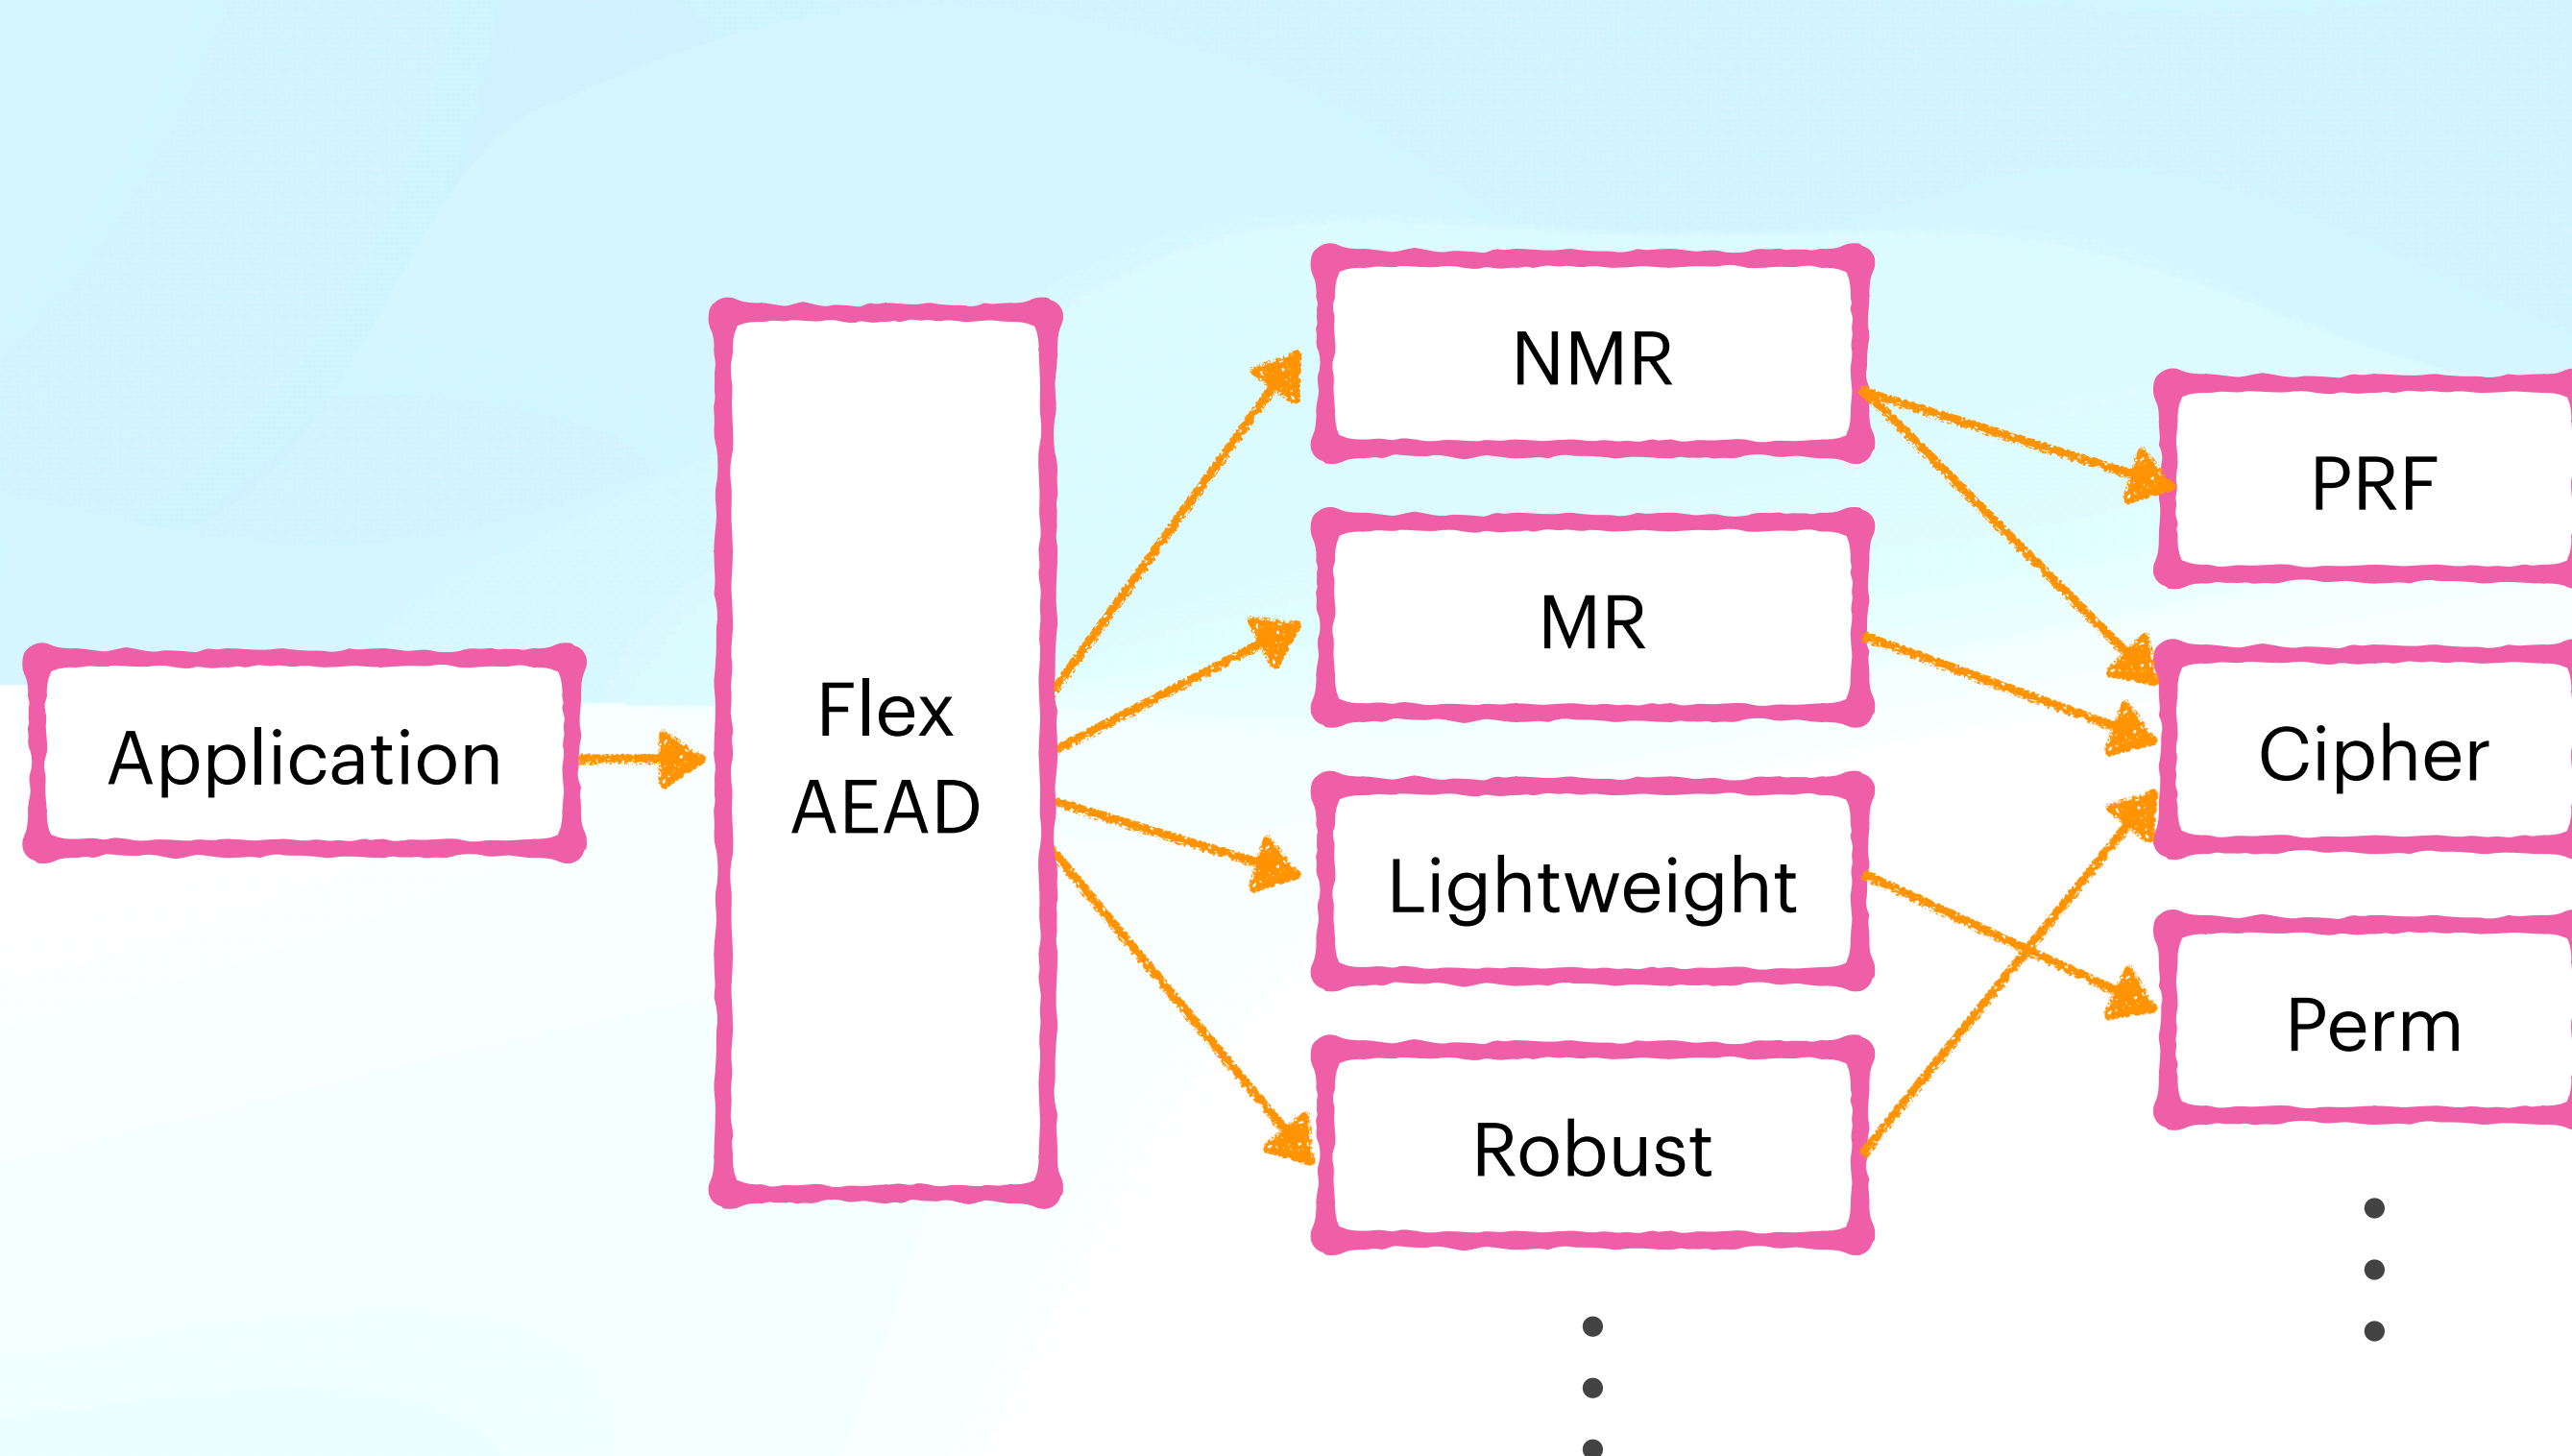 Application
Flex
AEAD
NMR
MR
Lightweight
Robust
PRF
Cipher
Perm